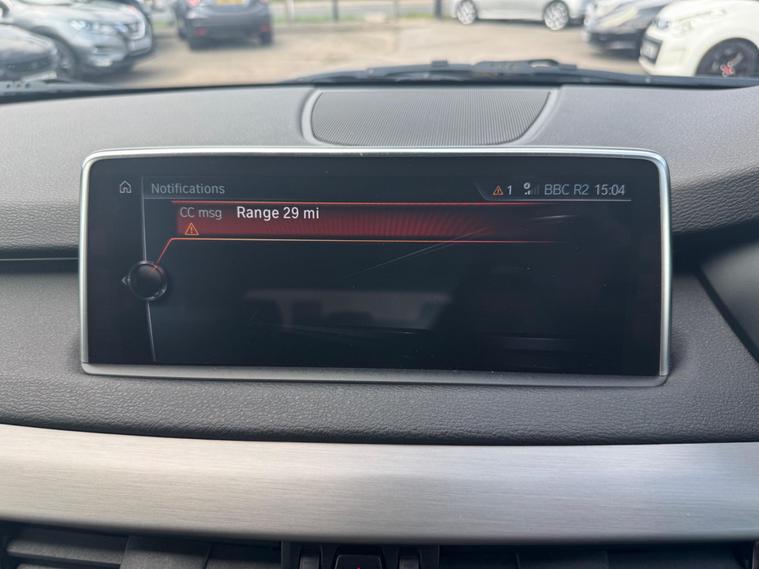 Notifications 1 BBC R2 15:04
CC msg Range 29 mi